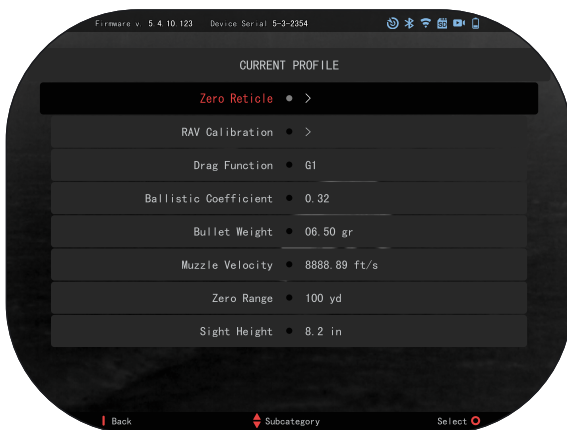 Firmware v. 5.4.10.123 Device Serial 5-3-2354 SD
CURRENT PROFILE
Zero Reticle >
RAV Calibration >
Drag Function G1
Ballistic Coefficient 0.32
Bullet Weight 06.50 gr
Muzzle Velocity 8888.89 ft/s
Zero Range 100 yd
Sight Height 8.2 in
Back Subcategory Select